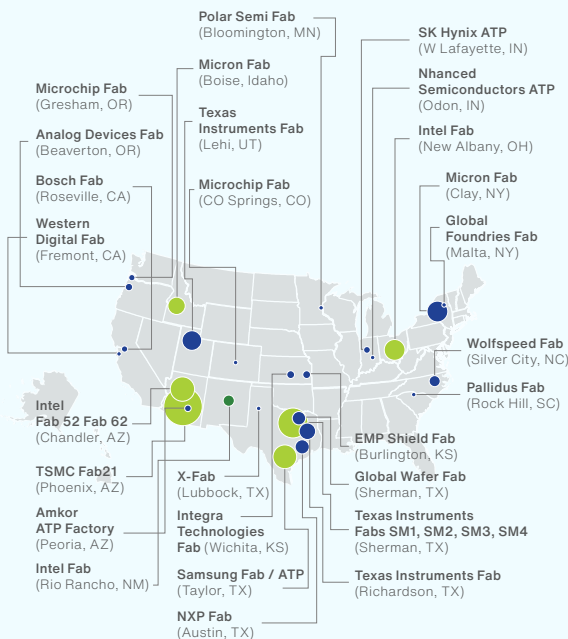 Polar Semi Fab
(Bloomington, MN)
SK Hynix ATP
(W Lafayette, IN)
Micron Fab
(Boise, Idaho)
Nhanced
Semiconductors ATP
(Odon, IN)
Microchip Fab
(Gresham, OR)
Texas
Instruments Fab
(Lehi, UT)
Analog Devices Fab
(Beaverton, OR)
Intel Fab
(New Albany, OH)
Bosch Fab
(Roseville, CA)
Microchip Fab
(CO Springs, CO)
Micron Fab
(Clay, NY)
Western
Digital Fab
(Fremont, CA)
Global
Foundries Fab
(Malta, NY)
Wolfspeed Fab
(Silver City, NC)
Pallidus Fab
(Rock Hill, SC)
Intel
Fab 52 Fab 62
(Chandler, AZ)
EMP Shield Fab
(Burlington, KS)
TSMC Fab21
(Phoenix, AZ)
X-Fab
(Lubbock, TX)
Global Wafer Fab
(Sherman, TX)
Amkor
ATP Factory
(Peoria, AZ)
Integra
Technologies
Fab (Wichita, KS)
Texas Instruments
Fabs SM1, SM2, SM3, SM4
(Sherman, TX)
Intel Fab
(Rio Rancho, NM)
Samsung Fab / ATP
(Taylor, TX)
Texas Instruments Fab
(Richardson, TX)
NXP Fab
(Austin, TX)